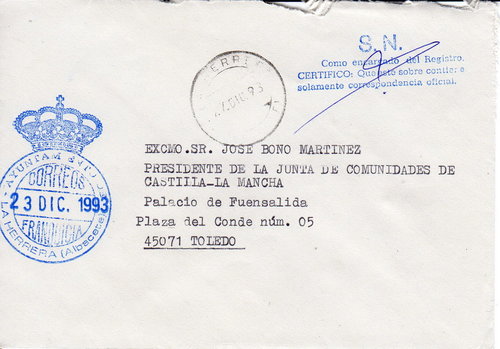 S. N.
Como encargado del Registro.
CERTIFICO: Que este sobre contiene
solamente correspondencia oficial.
DIC 93
EXCMO.SR. JOSE BONO MARTINEZ
PRESIDENTE DE LA JUNTA DE COMUNIDADES DE
CASTILLA-LA MANCHA
Palacio de Fuensalida
Plaza del Conde núm. 05
45071 TOLEDO
CORREOS
23 DIC. 1993
FRANQUICIA
LA HERRERA (Albacete)